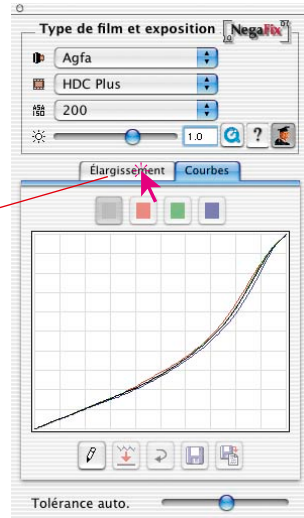 Type de film et exposition NegaFix
Agfa
HDC Plus
ASA
ISO 200
1.0 ?
Élargissement Courbes
Tolérance auto.